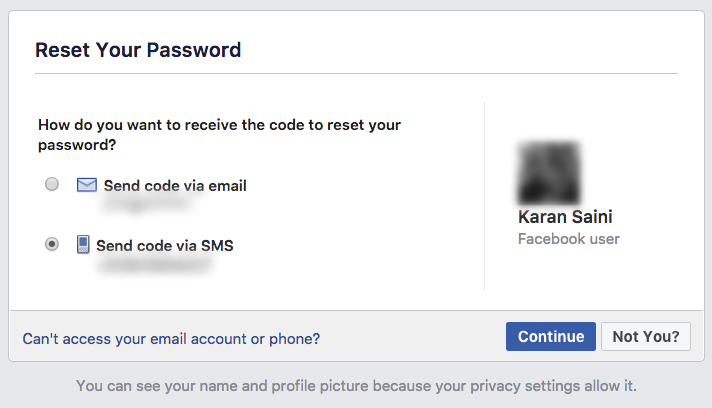 Reset Your Password
How do you want to receive the code to reset your
password?
Send code via email
Send code via SMS
Karan Saini
Facebook user
Can't access your email account or phone?
Continue
Not You?
You can see your name and profile picture because your privacy settings allow it.